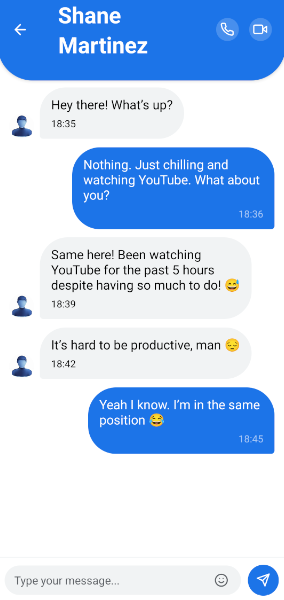 Shane
Martinez
Hey there! What's up?
18:35
Nothing. Just chilling and
watching YouTube. What about
you?
18:36
Same here! Been watching
YouTube for the past 5 hours
despite having so much to do! 😅
18:39
It's hard to be productive, man 😔
18:42
Yeah I know. I'm in the same
position 😂
18:45
Type your message...